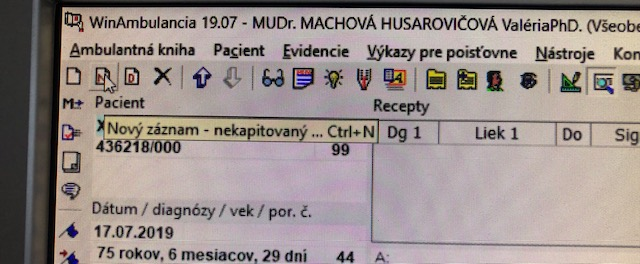 WinAmbulancia 19.07 - MUDr. MACHOVÁ HUSAROVIČOVÁ ValériaPhD. (Všeobe
Ambulantná kniha Pacient Evidencie Výkazy pre poisťovne Nástroje Kon
M+ Pacient Recepty
Nový záznam - nekapitovaný ... Ctrl+N
Dg 1 Liek 1 Do Sig
436218/000 99
Dátum / diagnózy / vek / por. č.
17.07.2019
75 rokov, 6 mesiacov, 29 dní 44 A: